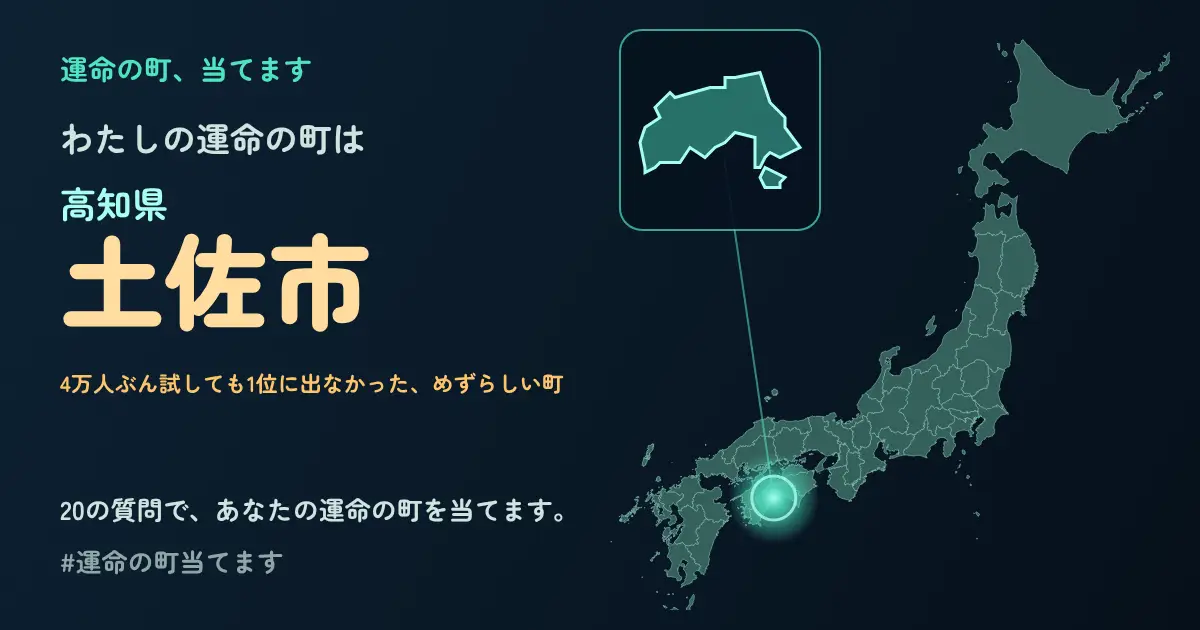 運命の町、当てます
わたしの運命の町は
高知県
土佐市
4万人ぶん試しても1位に出なかった、めずらしい町
20の質問で、あなたの運命の町を当てます。
#運命の町当てます